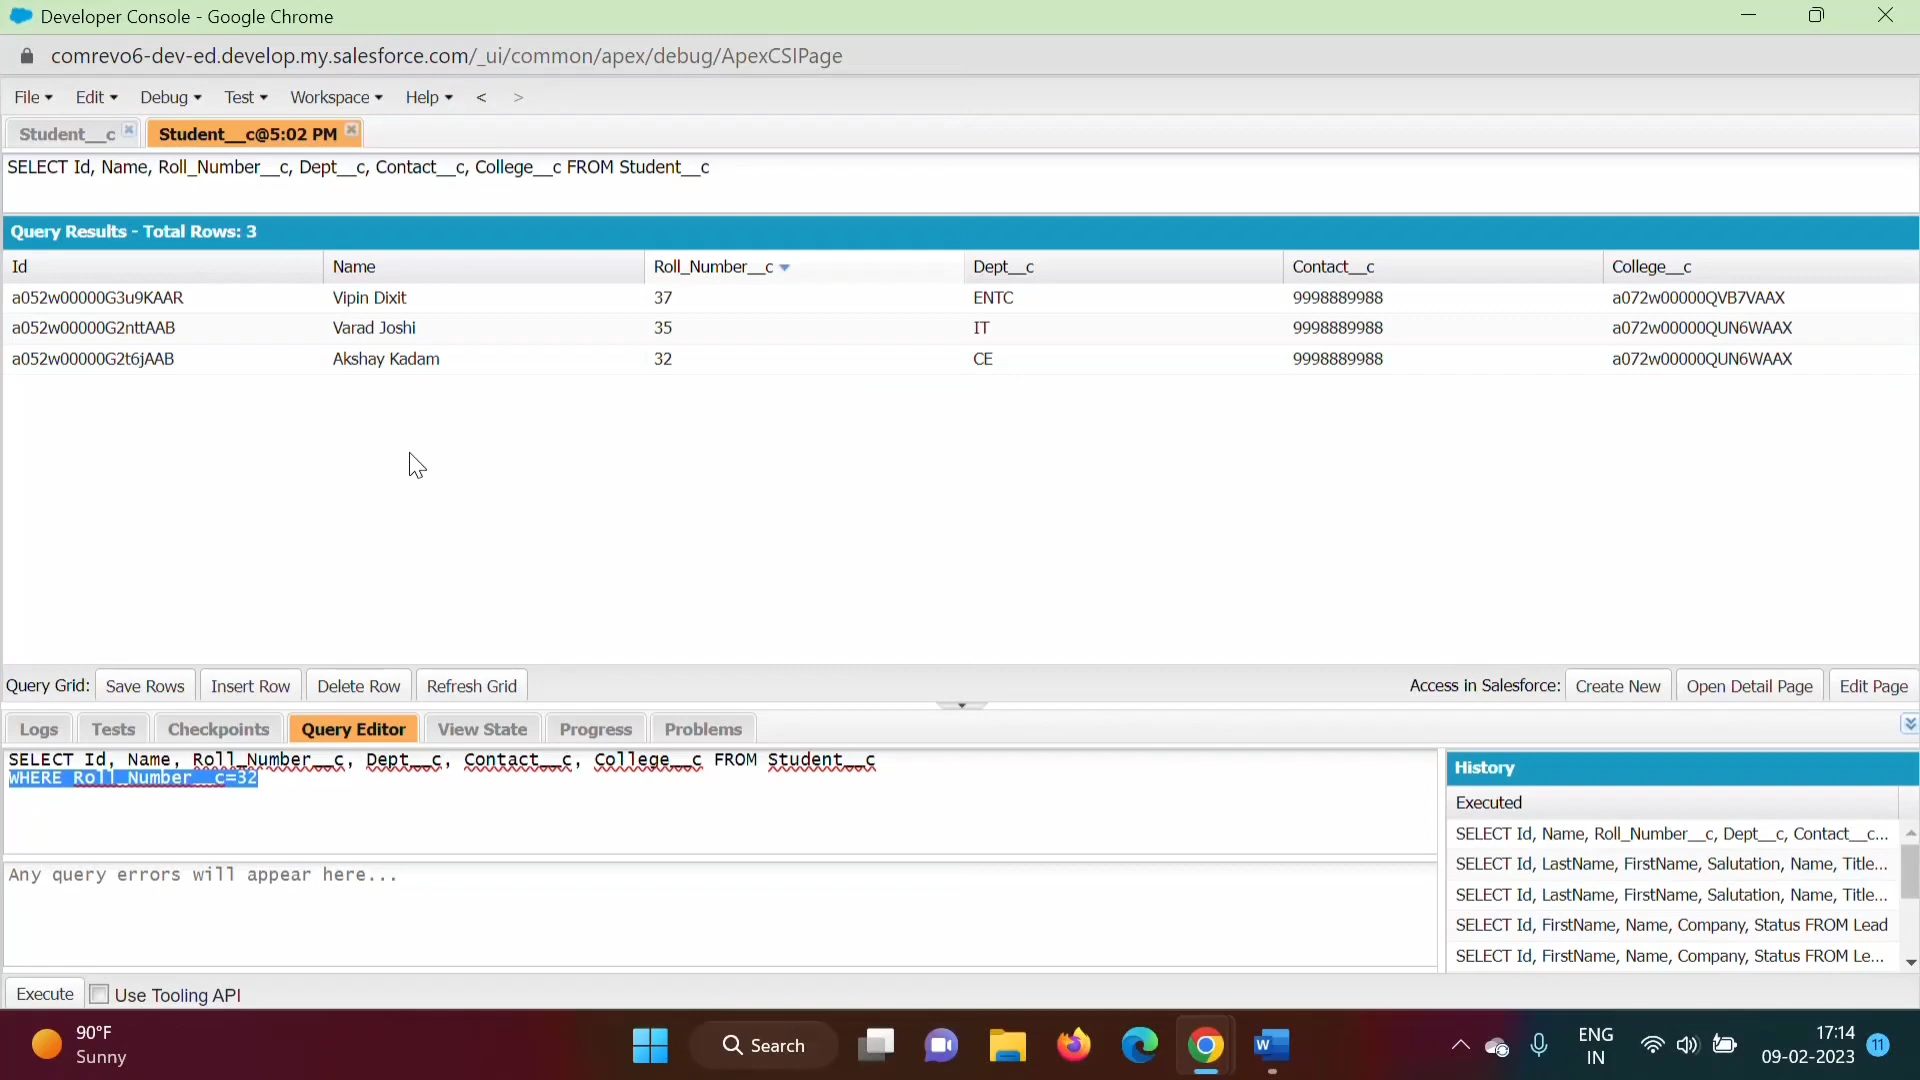 Developer Console - Google Chrome
comrevo6-dev-ed.develop.my.salesforce.com/_ui/common/apex/debug/ApexCSIPage
File Edit Debug Test Workspace Help < >
Student__c Student__c@5:02 PM
SELECT Id, Name, Roll_Number__c, Dept__c, Contact__c, College__c FROM Student__c
Query Results - Total Rows: 3
Id Name Roll_Number__c Dept__c Contact__c College__c
a052w00000G3u9KAAR Vipin Dixit 37 ENTC 9998889988 a072w00000QVB7VAAX
a052w00000G2nttAAB Varad Joshi 35 IT 9998889988 a072w00000QUN6WAAX
a052w00000G2t6jAAB Akshay Kadam 32 CE 9998889988 a072w00000QUN6WAAX
Query Grid: Save Rows Insert Row Delete Row Refresh Grid Access in Salesforce: Create New Open Detail Page Edit Page
Logs Tests Checkpoints Query Editor View State Progress Problems
SELECT Id, Name, Roll_Number__c, Dept__c, Contact__c, College__c FROM Student__c
WHERE Roll_Number__c=32
Any query errors will appear here...
History
Executed
SELECT Id, Name, Roll_Number__c, Dept__c, Contact__c...
SELECT Id, LastName, FirstName, Salutation, Name, Title...
SELECT Id, LastName, FirstName, Salutation, Name, Title...
SELECT Id, FirstName, Name, Company, Status FROM Lead
SELECT Id, FirstName, Name, Company, Status FROM Le...
Execute Use Tooling API
90°F
Sunny
Search
W
ENG
IN
17:14
09-02-2023
11